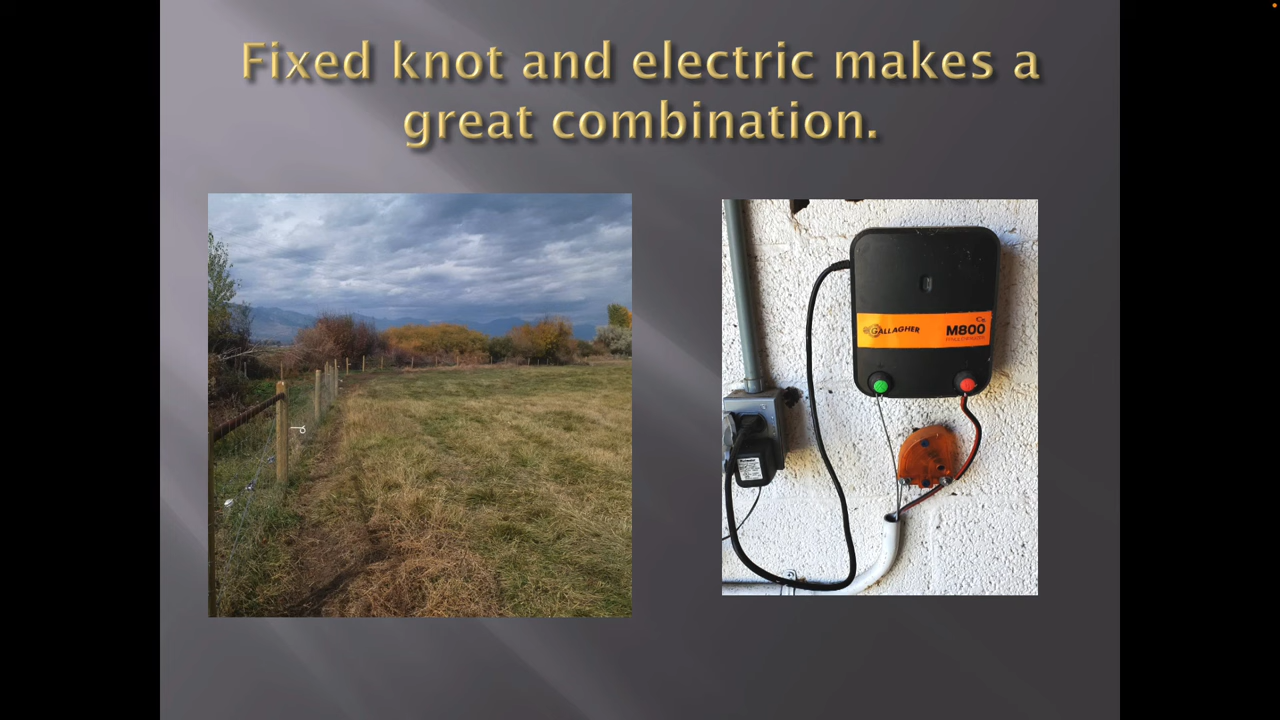 Fixed knot and electric makes a
great combination.
GALLAGHER
M800